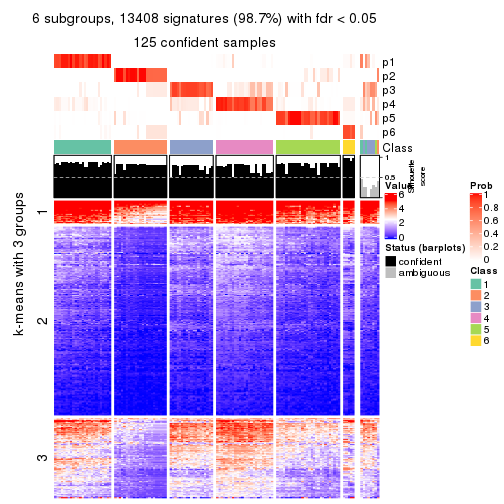 6 subgroups, 13408 signatures (98.7%) with fdr < 0.05
125 confident samples
p1
p2
p3
p4
p5
p6
Class
1
0.5
Silhouette
score
Value
6
4
2
0
Status (barplots)
confident
ambiguous
Prob
1
0.8
0.6
0.4
0.2
0
Class
1
2
3
4
5
6
k-means with 3 groups
1
2
3